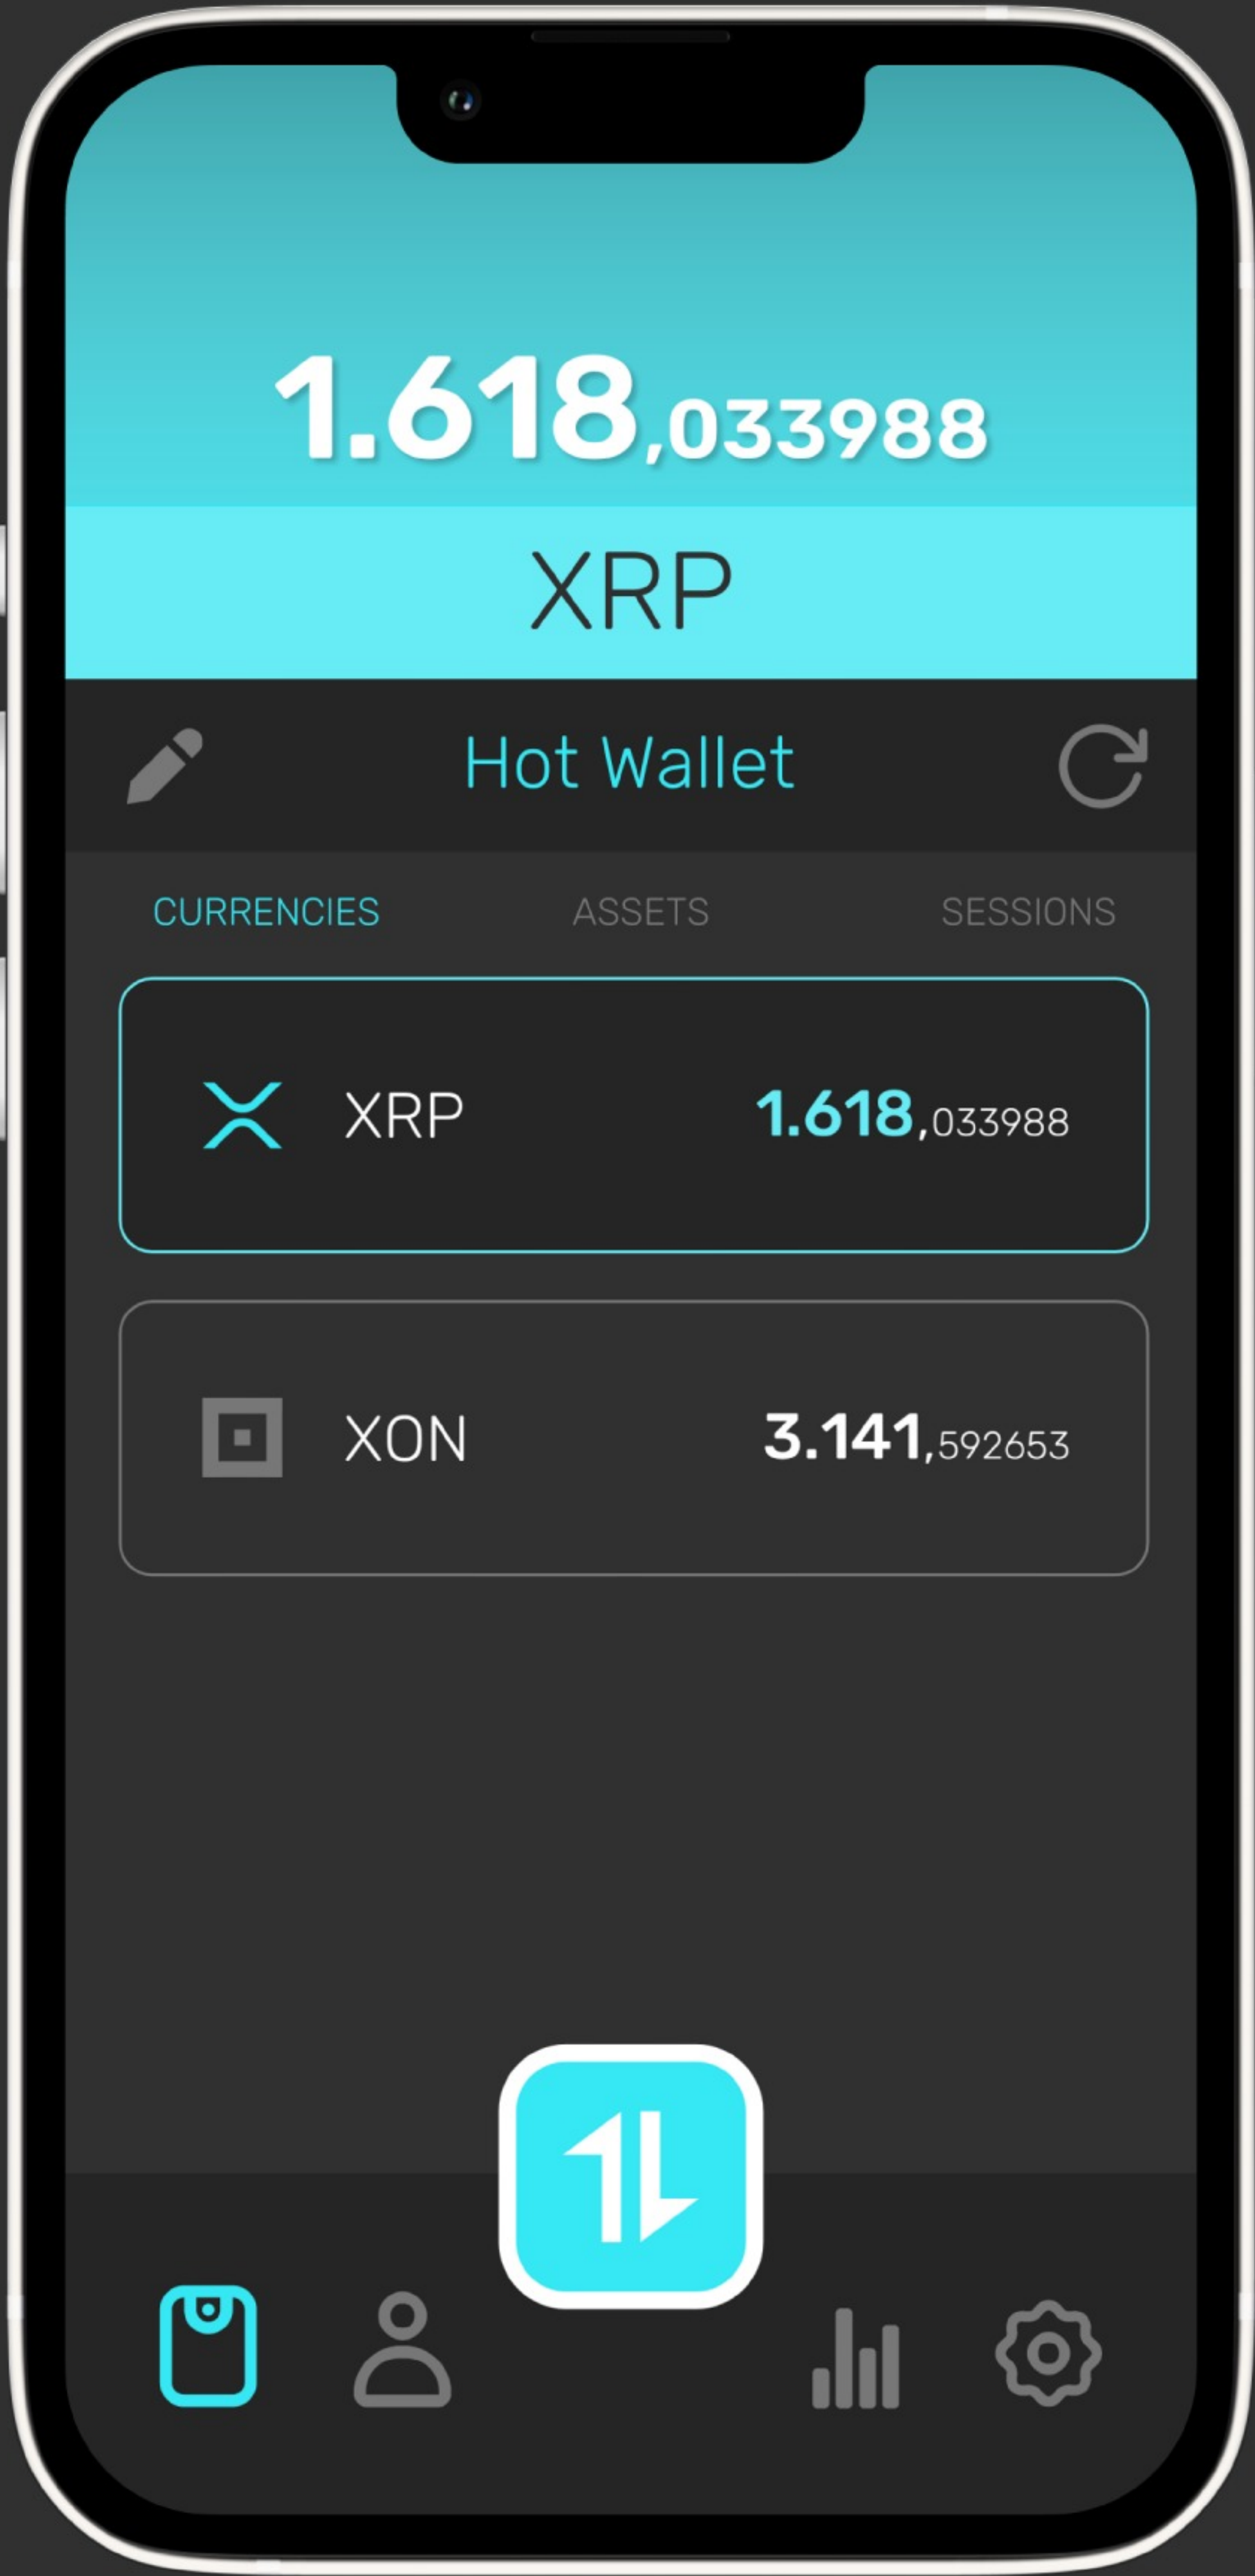 1.618,033988
XRP
Hot Wallet
CURRENCIES ASSETS SESSIONS
XRP 1.618,033988
XON 3.141,592653